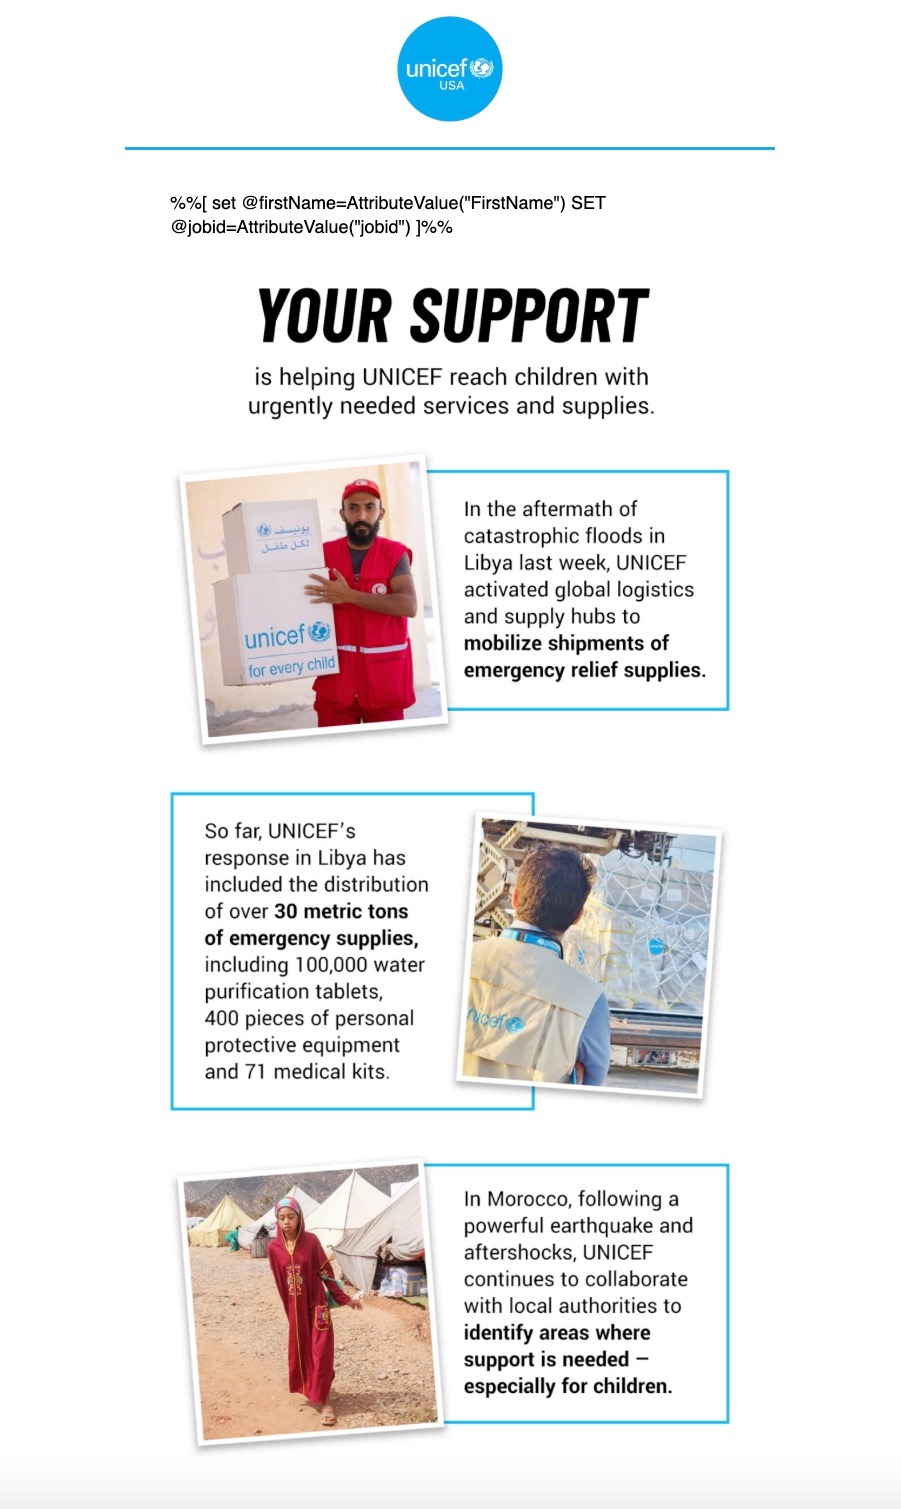 unicef
USA
%%[ set @firstName=AttributeValue("FirstName") SET
@jobid=AttributeValue("jobid") ]%%
YOUR SUPPORT
is helping UNICEF reach children with
urgently needed services and supplies.
يونيسف
لكل طفل
unicef
for every child
In the aftermath of
catastrophic floods in
Libya last week, UNICEF
activated global logistics
and supply hubs to
mobilize shipments of
emergency relief supplies.
So far, UNICEF’s
response in Libya has
included the distribution
of over 30 metric tons
of emergency supplies,
including 100,000 water
purification tablets,
400 pieces of personal
protective equipment
and 71 medical kits.
nicef
In Morocco, following a
powerful earthquake and
aftershocks, UNICEF
continues to collaborate
with local authorities to
identify areas where
support is needed –
especially for children.